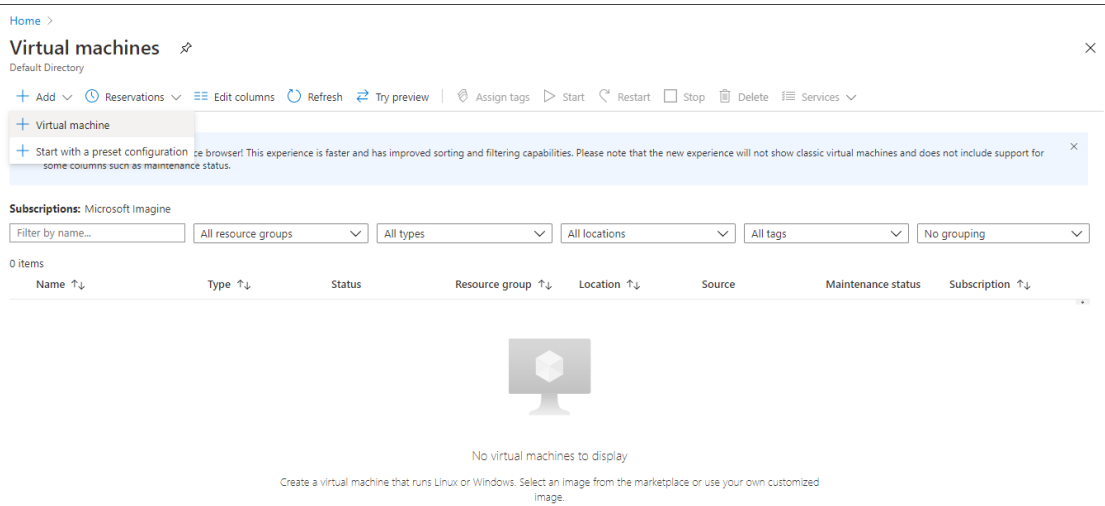 Home >
Virtual machines
Default Directory
Add Reservations Edit columns Refresh Try preview Assign tags Start Restart Stop Delete Services
Virtual machine
Start with a preset configuration
ce browser! This experience is faster and has improved sorting and filtering capabilities. Please note that the new experience will not show classic virtual machines and does not include support for
some columns such as maintenance status.
Subscriptions: Microsoft Imagine
Filter by name... All resource groups All types All locations All tags No grouping
0 items
Name Type Status Resource group Location Source Maintenance status Subscription
No virtual machines to display
Create a virtual machine that runs Linux or Windows. Select an image from the marketplace or use your own customized
image.